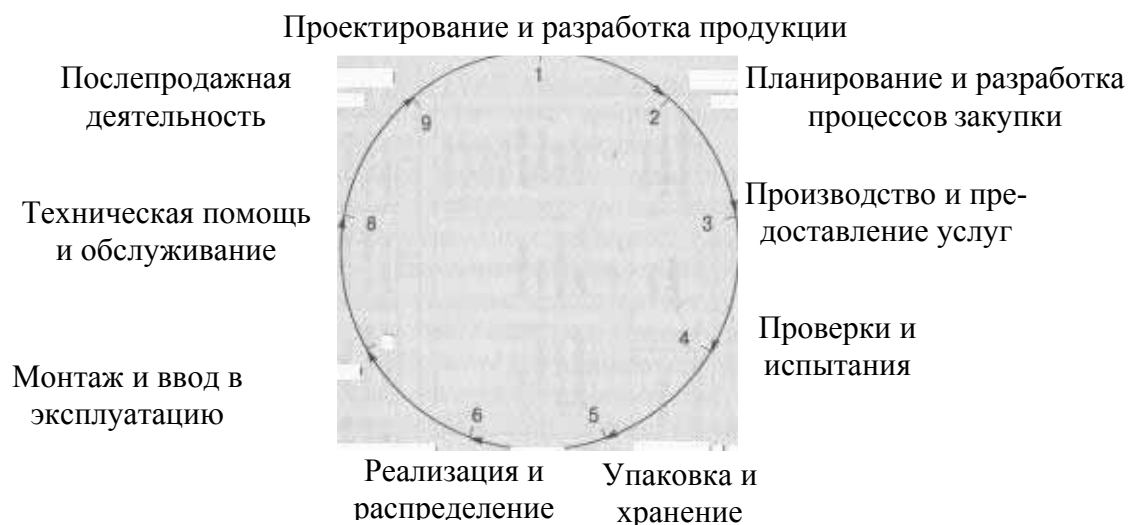 Проектирование и разработка продукции
Послепродажная
деятельность
1
Планирование и разработка
процессов закупки
9
2
Техническая помощь
и обслуживание
8
3
Производство и пре-
доставление услуг
4
Проверки и
испытания
Монтаж и ввод в
эксплуатацию
6
5
Реализация и
распределение
Упаковка и
хранение